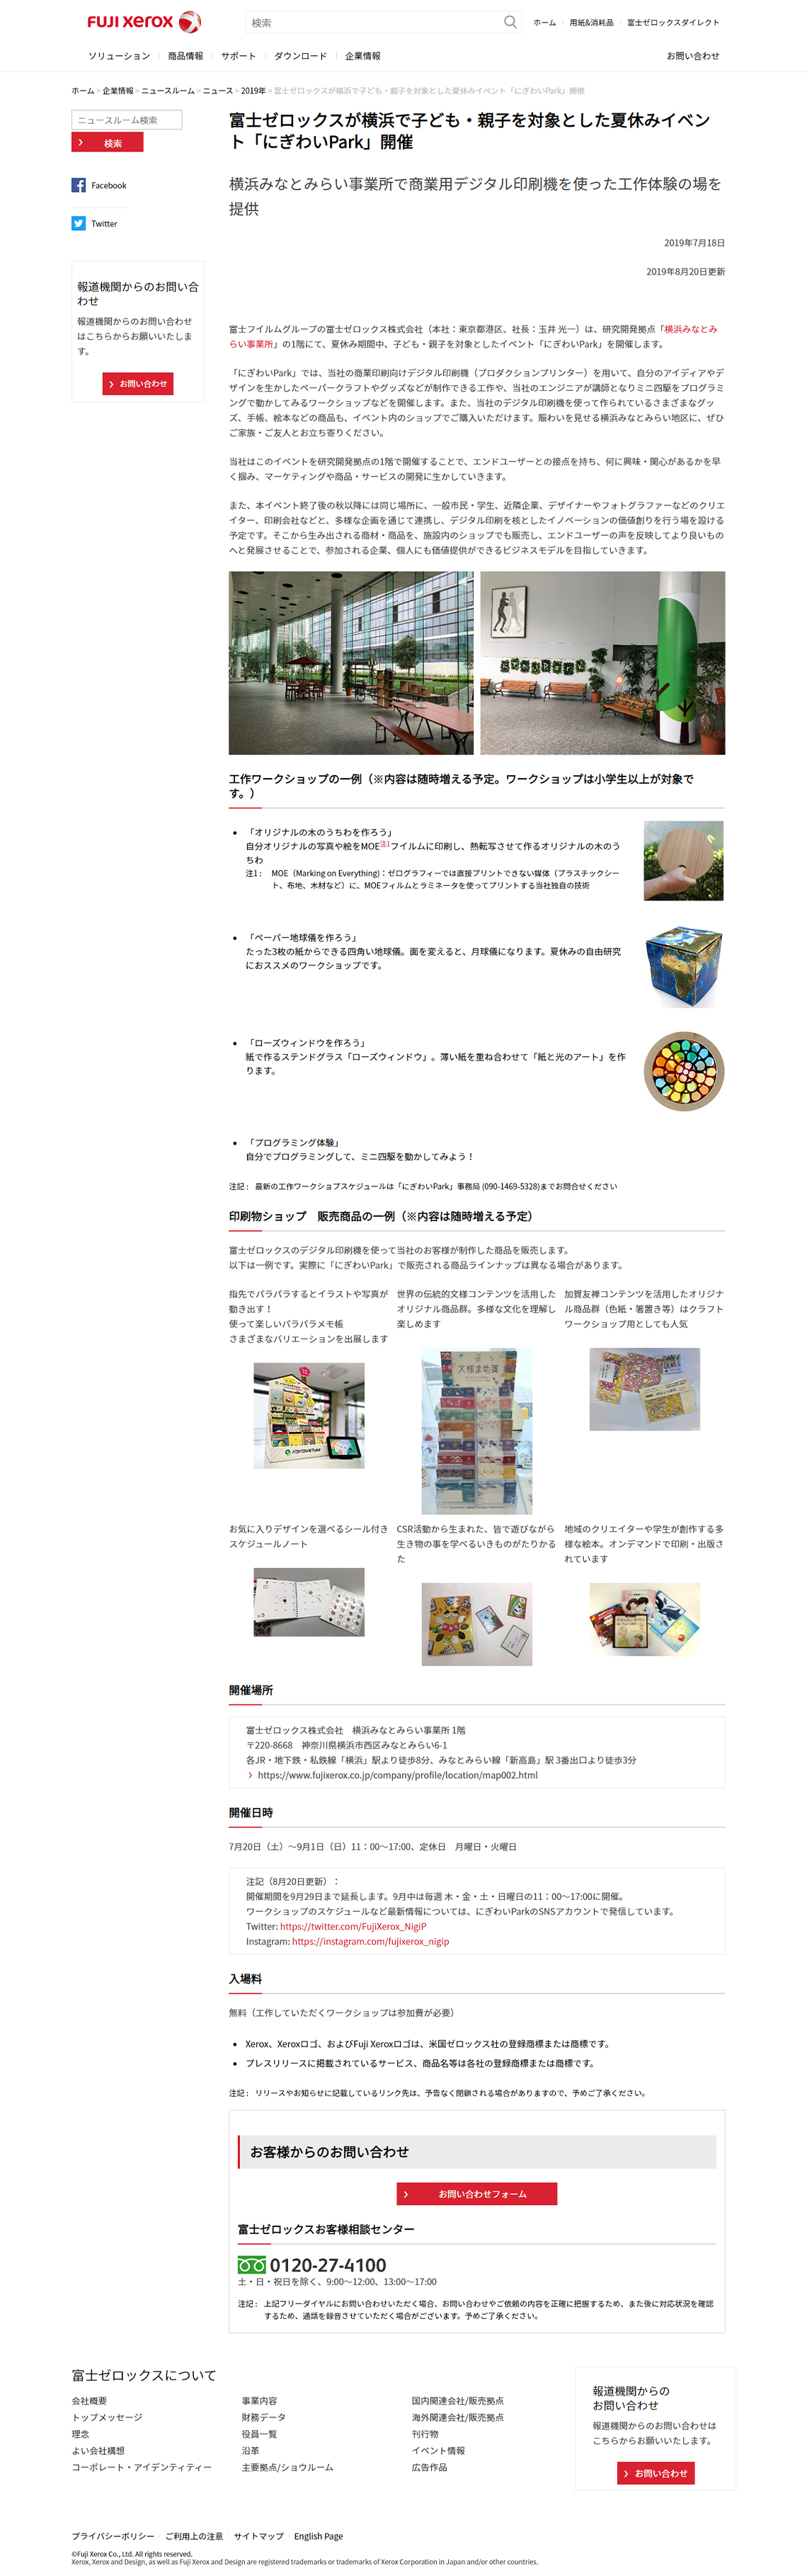 FUJI XEROX
検索
ホーム
用紙&消耗品
富士ゼロックスダイレクト
ソリューション
商品情報
サポート
ダウンロード
企業情報
お問い合わせ
ホーム > 企業情報 > ニュースルーム > ニュース > 2019年 > 富士ゼロックスが横浜で子ども・親子を対象とした夏休みイベント「にぎわいPark」開催
ニュースルーム検索
検索
Facebook
Twitter
報道機関からのお問い合
わせ
報道機関からのお問い合わせ
はこちらからお願いいたしま
す。
お問い合わせ
富士ゼロックスが横浜で子ども・親子を対象とした夏休みイベン
ト「にぎわいPark」開催
横浜みなとみらい事業所で商業用デジタル印刷機を使った工作体験の場を
提供
2019年7月18日
2019年8月20日更新
富士フイルムグループの富士ゼロックス株式会社（本社：東京都港区、社長：玉井 光一）は、研究開発拠点「横浜みなとみ
らい事業所」の1階にて、夏休み期間中、子ども・親子を対象としたイベント「にぎわいPark」を開催します。
「にぎわいPark」では、当社の商業印刷向けデジタル印刷機（プロダクションプリンター）を用いて、自分のアイディアやデ
ザインを生かしたペーパークラフトやグッズなどが制作できる工作や、当社のエンジニアが講師となりミニ四駆をプログラミ
ングで動かしてみるワークショップなどを開催します。また、当社のデジタル印刷機を使って作られているさまざまなグッ
ズ、手帳、絵本などの商品も、イベント内のショップでご購入いただけます。賑わいを見せる横浜みなとみらい地区に、ぜひ
ご家族・ご友人とお立ち寄りください。
当社はこのイベントを研究開発拠点の1階で開催することで、エンドユーザーとの接点を持ち、何に興味・関心があるかを早
く掴み、マーケティングや商品・サービスの開発に生かしていきます。
また、本イベント終了後の秋以降には同じ場所に、一般市民・学生、近隣企業、デザイナーやフォトグラファーなどのクリエ
イター、印刷会社などと、多様な企画を通じて連携し、デジタル印刷を核としたイノベーションの価値創りを行う場を設ける
予定です。そこから生み出される商材・商品を、施設内のショップでも販売し、エンドユーザーの声を反映してより良いもの
へと発展させることで、参加される企業、個人にも価値提供ができるビジネスモデルを目指していきます。
工作ワークショップの一例（※内容は随時増える予定。ワークショップは小学生以上が対象で
す。）
「オリジナルの木のうちわを作ろう」
自分オリジナルの写真や絵をMOE注1フイルムに印刷し、熱転写させて作るオリジナルの木のう
ちわ
注1： MOE（Marking on Everything)：ゼログラフィーでは直接プリントできない媒体（プラスチックシー
ト、布地、木材など）に、MOEフィルムとラミネータを使ってプリントする当社独自の技術
「ペーパー地球儀を作ろう」
たった3枚の紙からできる四角い地球儀。面を変えると、月球儀になります。夏休みの自由研究
におススメのワークショップです。
「ローズウィンドウを作ろう」
紙で作るステンドグラス「ローズウィンドウ」。薄い紙を重ね合わせて「紙と光のアート」を作
ります。
「プログラミング体験」
自分でプログラミングして、ミニ四駆を動かしてみよう！
注記： 最新の工作ワークショプスケジュールは「にぎわいPark」事務局 (090-1469-5328)までお問合せください
印刷物ショップ　販売商品の一例（※内容は随時増える予定）
富士ゼロックスのデジタル印刷機を使って当社のお客様が制作した商品を販売します。
以下は一例です。実際に「にぎわいPark」で販売される商品ラインナップは異なる場合があります。
指先でパラパラするとイラストや写真が
動き出す！
使って楽しいパラパラメモ帳
さまざまなバリエーションを出展します
世界の伝統的文様コンテンツを活用した
オリジナル商品群。多様な文化を理解し
楽しめます
文様まめ箋
加賀友禅コンテンツを活用したオリジナ
ル商品群（色紙・箸置き等）はクラフト
ワークショップ用としても人気
お気に入りデザインを選べるシール付き
スケジュールノート
CSR活動から生まれた、皆で遊びながら
生き物の事を学べるいきものがたりかる
た
地域のクリエイターや学生が創作する多
様な絵本。オンデマンドで印刷・出版さ
れています
開催場所
富士ゼロックス株式会社　横浜みなとみらい事業所 1階
〒220-8668　神奈川県横浜市西区みなとみらい6-1
各JR・地下鉄・私鉄線「横浜」駅より徒歩8分、みなとみらい線「新高島」駅 3番出口より徒歩3分
https://www.fujixerox.co.jp/company/profile/location/map002.html
開催日時
7月20日（土）～9月1日（日）11：00～17:00、定休日　月曜日・火曜日
注記（8月20日更新）：
開催期間を9月29日まで延長します。9月中は毎週 木・金・土・日曜日の11：00～17:00に開催。
ワークショップのスケジュールなど最新情報については、にぎわいParkのSNSアカウントで発信しています。
Twitter: https://twitter.com/FujiXerox_NigiP
Instagram: https://instagram.com/fujixerox_nigip
入場料
無料（工作していただくワークショップは参加費が必要）
Xerox、Xeroxロゴ、およびFuji Xeroxロゴは、米国ゼロックス社の登録商標または商標です。
プレスリリースに掲載されているサービス、商品名等は各社の登録商標または商標です。
注記： リリースやお知らせに記載しているリンク先は、予告なく閉鎖される場合がありますので、予めご了承ください。
お客様からのお問い合わせ
お問い合わせフォーム
富士ゼロックスお客様相談センター
0120-27-4100
土・日・祝日を除く、9:00～12:00、13:00～17:00
注記： 上記フリーダイヤルにお問い合わせいただく場合、お問い合わせやご依頼の内容を正確に把握するため、また後に対応状況を確認
するため、通話を録音させていただく場合がございます。予めご了承ください。
富士ゼロックスについて
会社概要
トップメッセージ
理念
よい会社構想
コーポレート・アイデンティティー
事業内容
財務データ
役員一覧
沿革
主要拠点/ショウルーム
国内関連会社/販売拠点
海外関連会社/販売拠点
刊行物
イベント情報
広告作品
報道機関からの
お問い合わせ
報道機関からのお問い合わせは
こちらからお願いいたします。
お問い合わせ
プライバシーポリシー
ご利用上の注意
サイトマップ
English Page
©Fuji Xerox Co., Ltd. All rights reserved.
Xerox, Xerox and Design, as well as Fuji Xerox and Design are registered trademarks or trademarks of Xerox Corporation in Japan and/or other countries.